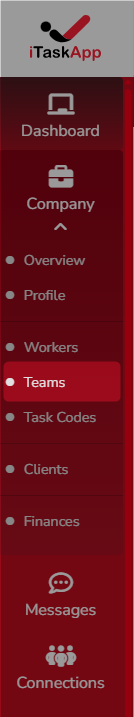 iTaskApp
Dashboard
Company
Overview
Profile
Workers
Teams
Task Codes
Clients
Finances
Messages
Connections